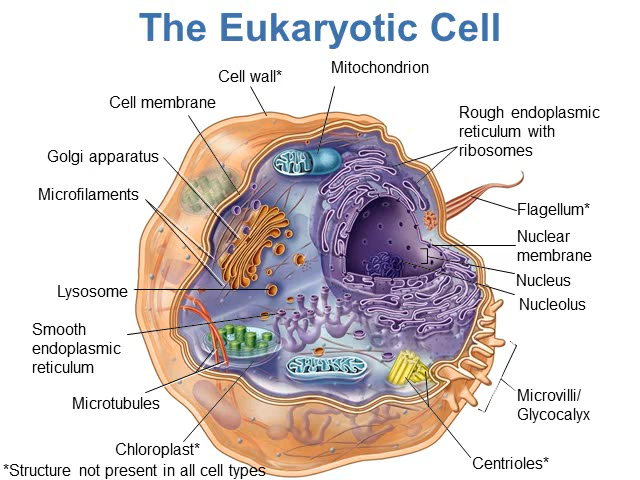 The Eukaryotic Cell
Cell wall*
Mitochondrion
Cell membrane
Rough endoplasmic
reticulum with
ribosomes
Golgi apparatus
Microfilaments
Flagellum*
Nuclear
membrane
Nucleus
Lysosome
Nucleolus
Smooth
endoplasmic
reticulum
Microtubules
Microvilli/
Glycocalyx
Chloroplast*
Centrioles*
*Structure not present in all cell types